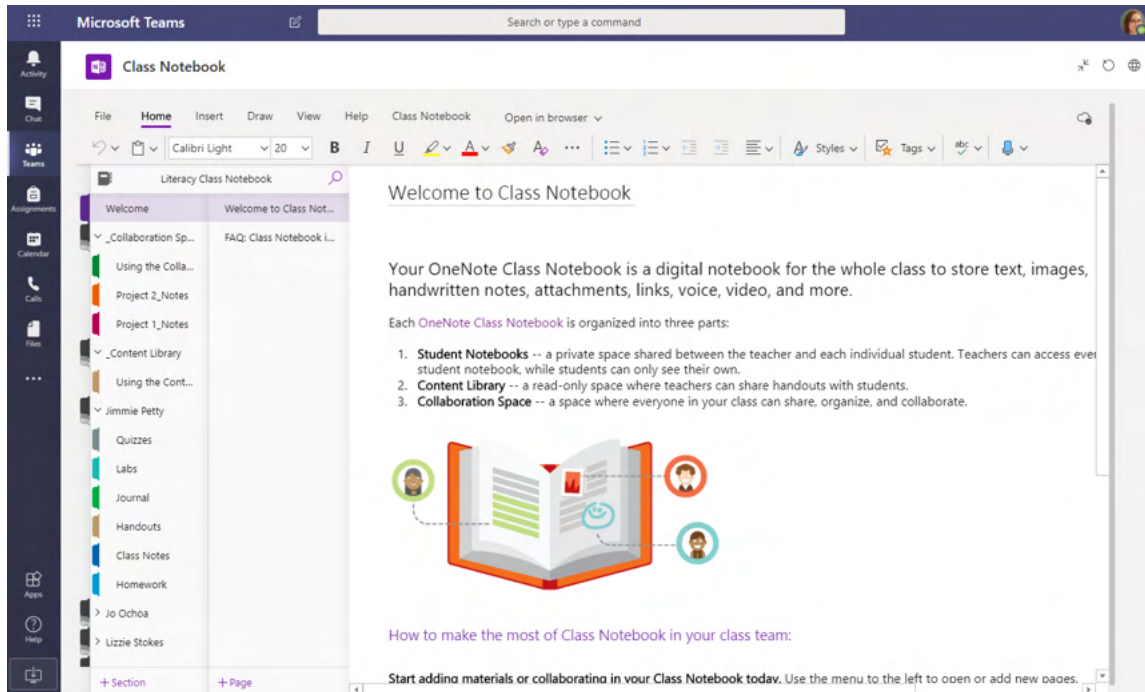 Microsoft Teams
Search or type a command
Activity
Chat
Teams
Assignments
Calendar
Calls
Files
Apps
Help
Class Notebook
File Home Insert Draw View Help Class Notebook Open in browser
Calibri Light 20 B I U A A Styles Tags abc
Literacy Class Notebook
Welcome
_Collaboration Sp...
Using the Colla...
Project 2_Notes
Project 1_Notes
_Content Library
Using the Cont...
Jimmie Petty
Quizzes
Labs
Journal
Handouts
Class Notes
Homework
Jo Ochoa
Lizzie Stokes
+ Section
Welcome to Class Not...
FAQ: Class Notebook i...
+ Page
Welcome to Class Notebook
Your OneNote Class Notebook is a digital notebook for the whole class to store text, images,
handwritten notes, attachments, links, voice, video, and more.
Each OneNote Class Notebook is organized into three parts:
1. Student Notebooks -- a private space shared between the teacher and each individual student. Teachers can access ever
student notebook, while students can only see their own.
2. Content Library -- a read-only space where teachers can share handouts with students.
3. Collaboration Space -- a space where everyone in your class can share, organize, and collaborate.
How to make the most of Class Notebook in your class team:
Start adding materials or collaborating in your Class Notebook today. Use the menu to the left to open or add new pages.